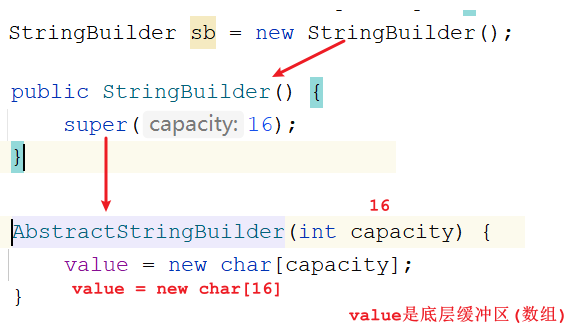 StringBuilder sb = new StringBuilder();
public StringBuilder() {
super( capacity: 16);
}
16
AbstractStringBuilder(int capacity) {
value = new char[capacity];
value = new char[16]
}
value是底层缓冲区(数组)